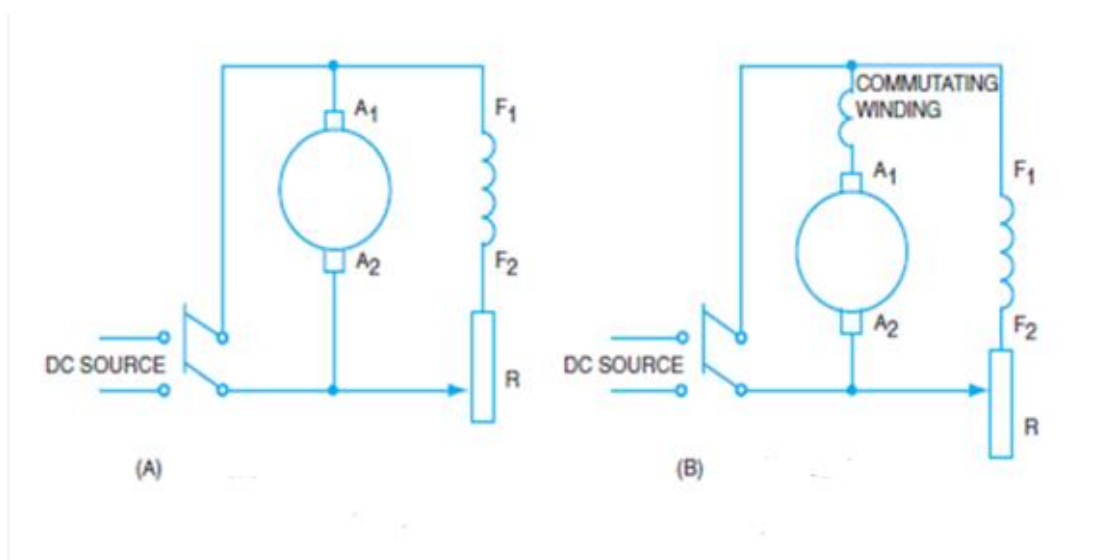 A1
F1
A2
F2
DC SOURCE
R
(A)
COMMUTATING
WINDING
A1
F1
A2
F2
DC SOURCE
R
(B)